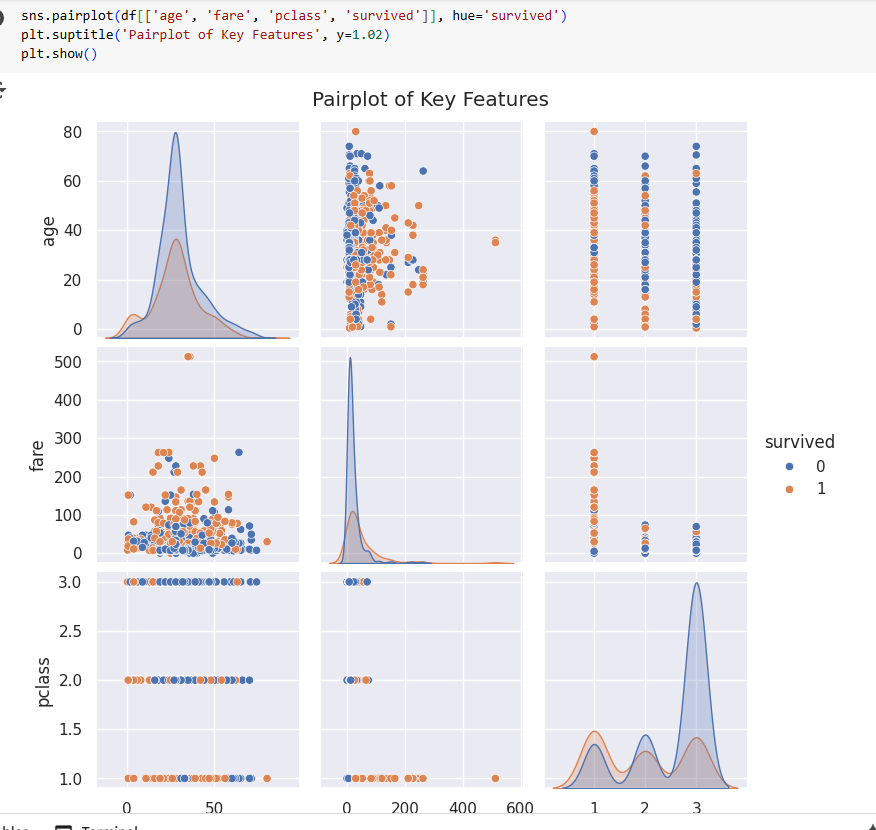 sns.pairplot(df[['age', 'fare', 'pclass', 'survived']], hue='survived')
plt.suptitle('Pairplot of Key Features', y=1.02)
plt.show()
Pairplot of Key Features
80
60
40
20
0
age
500
400
300
200
100
0
fare
survived
0
1
3.0
2.5
2.0
1.5
1.0
pclass
0 50 0 200 400 600 1 2 3
Terminal